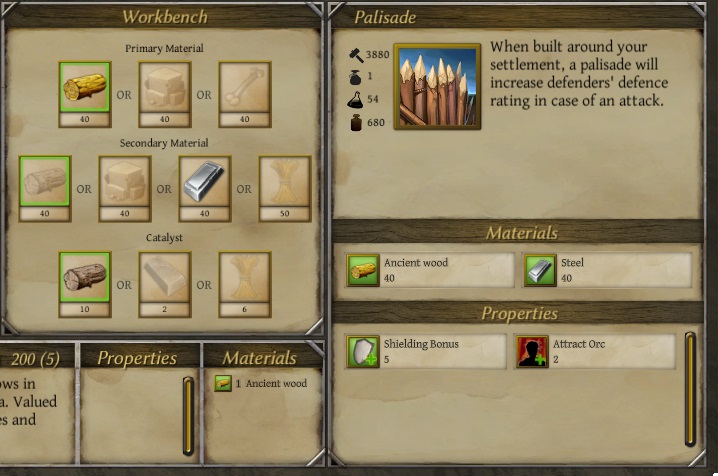 Workbench
Primary Material
OR OR
40 40 40
Secondary Material
OR OR OR
40 40 40 50
Catalyst
OR OR
10 2 6
200 (5)
ows in
a. Valued
es and
Properties
Materials
1 Ancient wood
Palisade
3880
1
54
680
When built around your
settlement, a palisade will
increase defenders' defence
rating in case of an attack.
Materials
Ancient wood
40
Steel
40
Properties
Shielding Bonus
5
Attract Orc
2